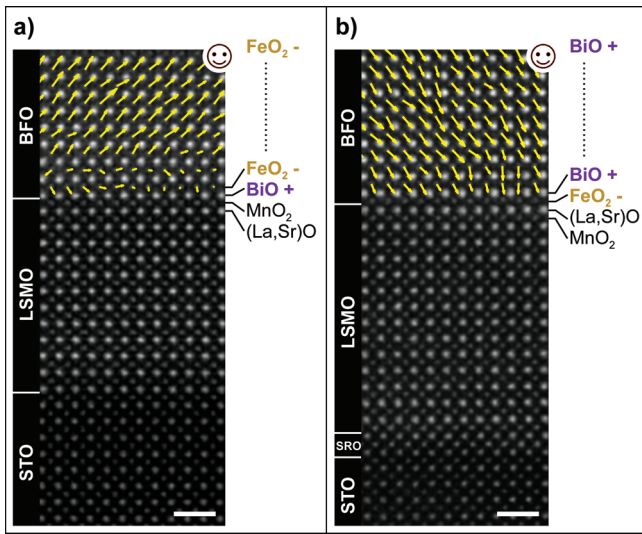 a)
FeO₂ -
BFO
FeO₂ -
BiO +
MnO₂
(La,Sr)O
LSMO
STO
b)
BiO +
BFO
BiO +
FeO₂ -
(La,Sr)O
MnO₂
LSMO
SRO
STO